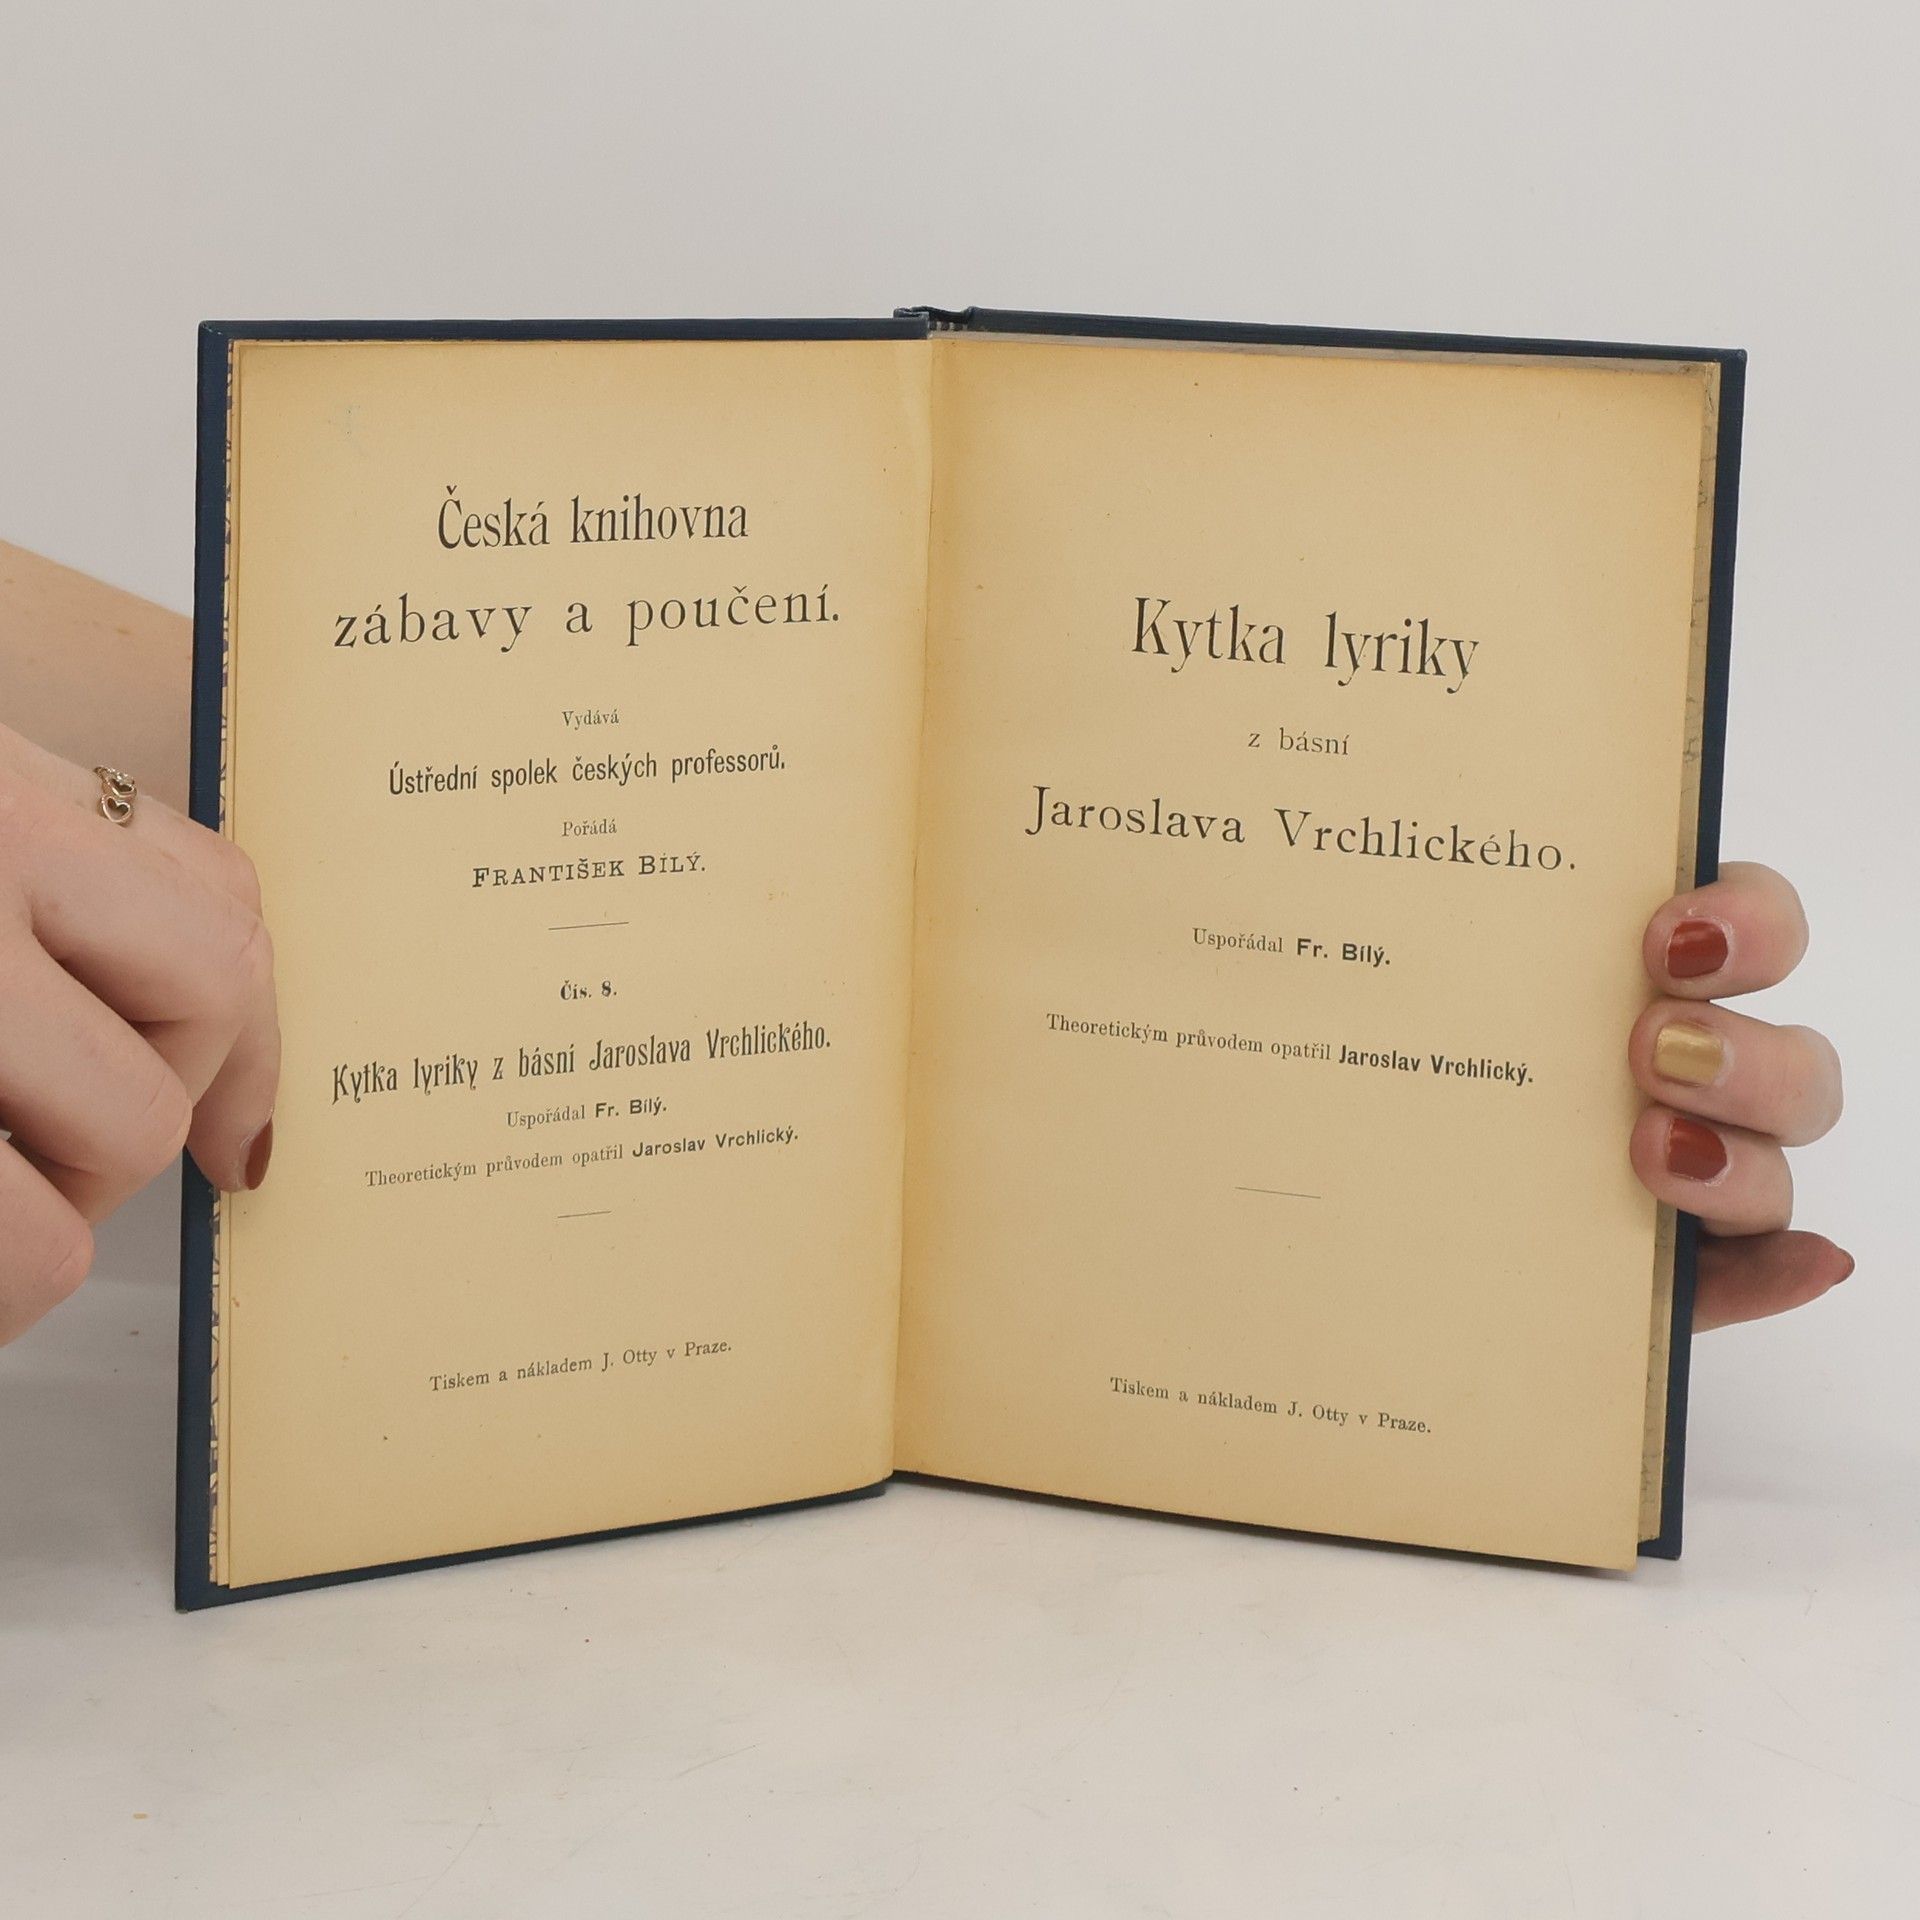 Česká knihovna
zábavy a poučení.
Vydává
Ústřední spolek českých professorů.
Pořádá
FRANTIŠEK BÍLÝ.
Čís. 8.
Kytka lyriky z básní Jaroslava Vrchlického.
Uspořádal Fr. Bílý.
Theoretickým průvodem opatřil Jaroslav Vrchlický.
Tiskem a nákladem J. Otty v Praze.
Kytka lyriky
z básní
Jaroslava Vrchlického.
Uspořádal Fr. Bílý.
Theoretickým průvodem opatřil Jaroslav Vrchlický.
Tiskem a nákladem J. Otty v Praze.